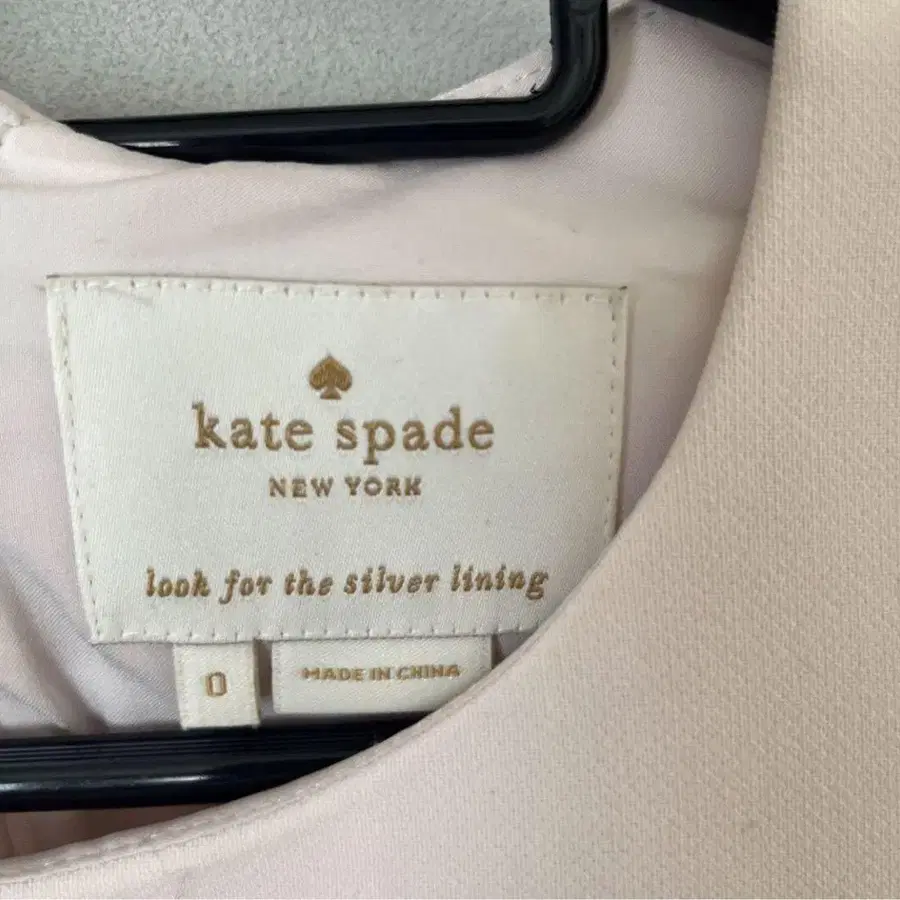 kate spade
NEW YORK
look for the silver lining
0
MADE IN CHINA